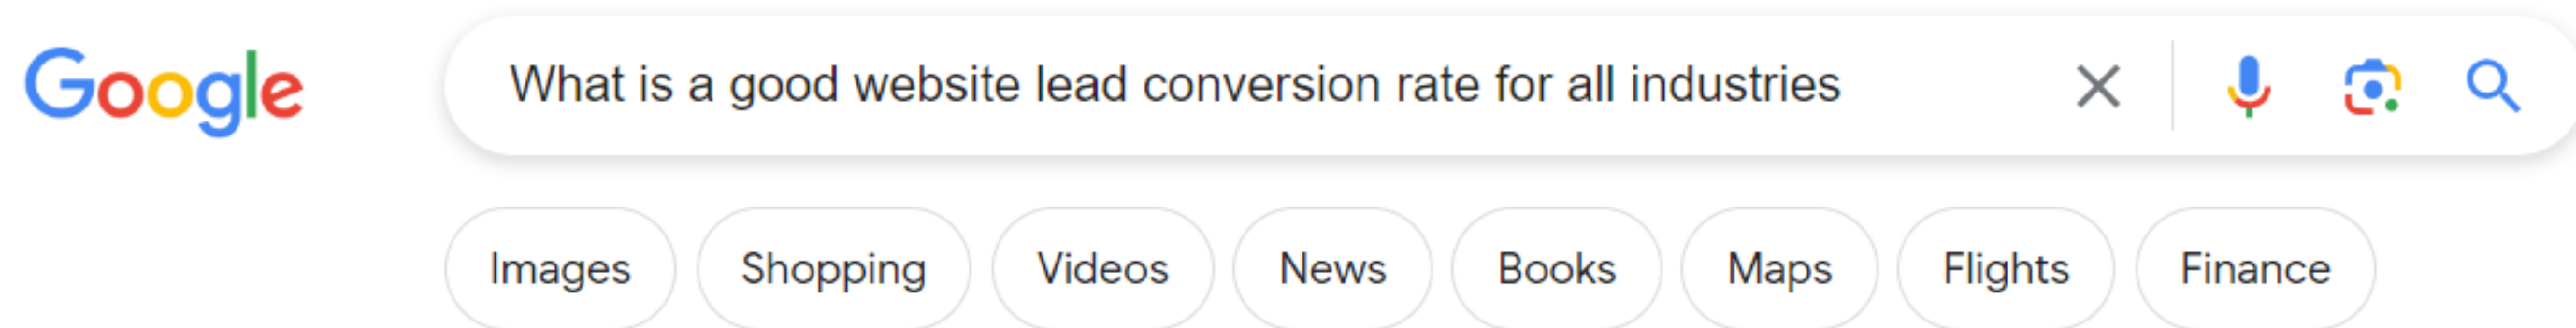 Google What is a good website lead conversion rate for all industries
Images Shopping Videos News Books Maps Flights Finance